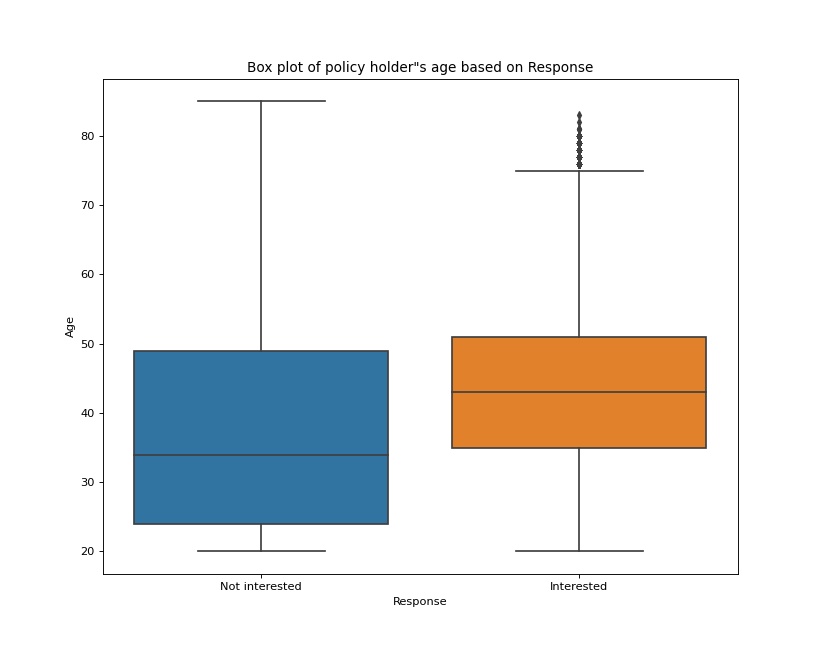 Box plot of policy holder"s age based on Response
80
70
60
50
40
30
20
Age
Not interested
Interested
Response